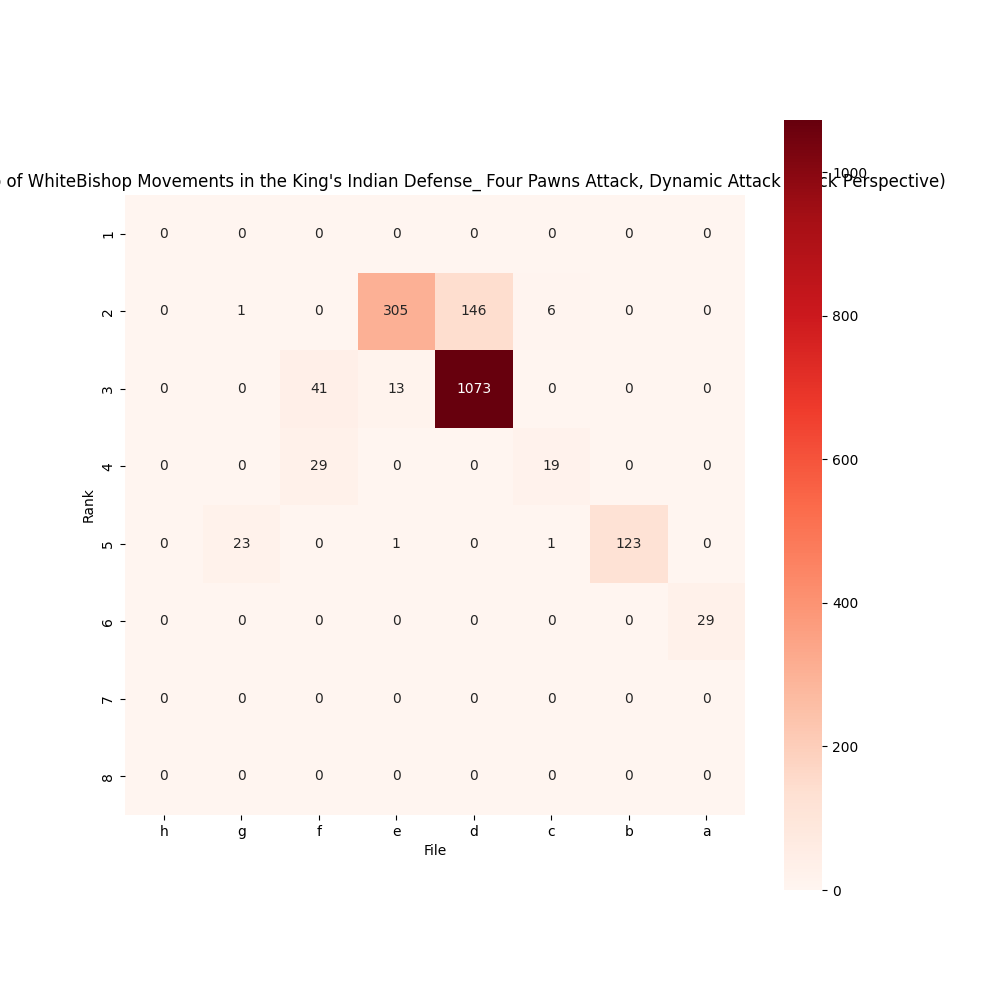 of WhiteBishop Movements in the King's Indian Defense_ Four Pawns Attack, Dynamic Attack Perspective)
1 0 0 0 0 0 0 0 0
2 0 1 0 305 146 6 0 0
3 0 0 41 13 1073 0 0 0
4 0 0 29 0 0 19 0 0
5 0 23 0 1 0 1 123 0
6 0 0 0 0 0 0 0 29
7 0 0 0 0 0 0 0 0
8 0 0 0 0 0 0 0 0
h g f e d c b a
File
Rank
1000
800
600
400
200
0